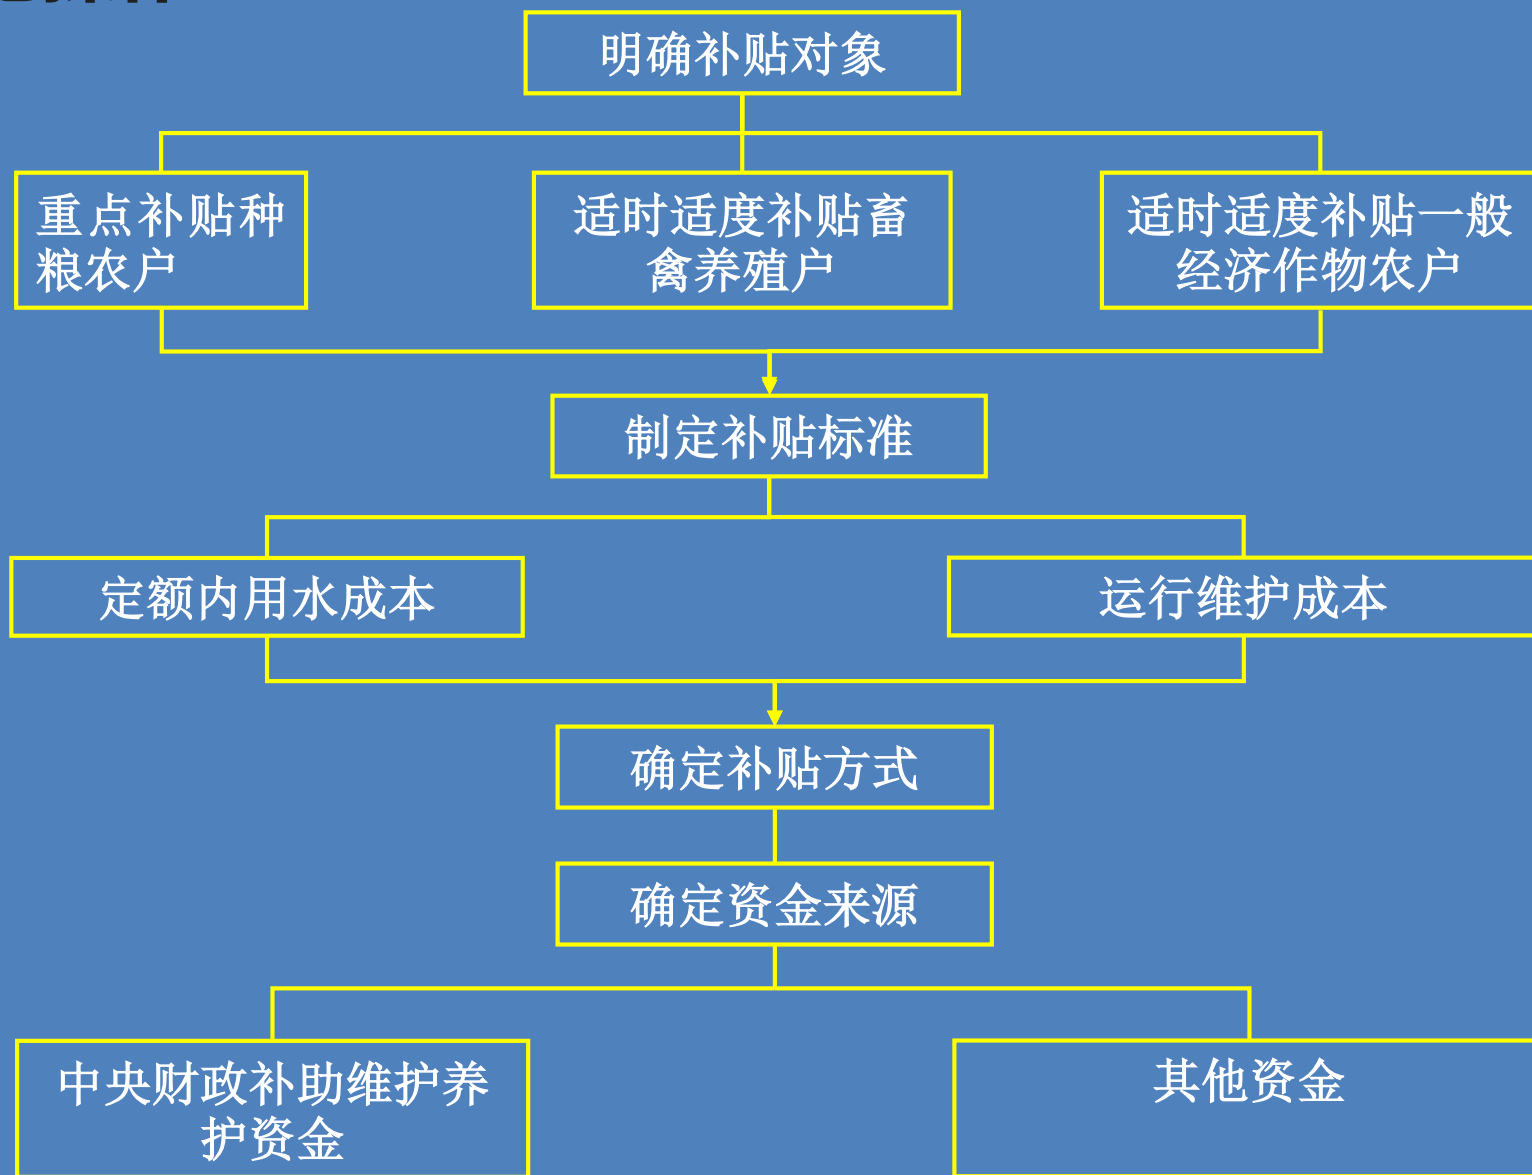 明确补贴对象
重点补贴种
粮农户
适时适度补贴畜
禽养殖户
适时适度补贴一般
经济作物农户
制定补贴标准
定额内用水成本
运行维护成本
确定补贴方式
确定资金来源
中央财政补助维护养
护资金
其他资金